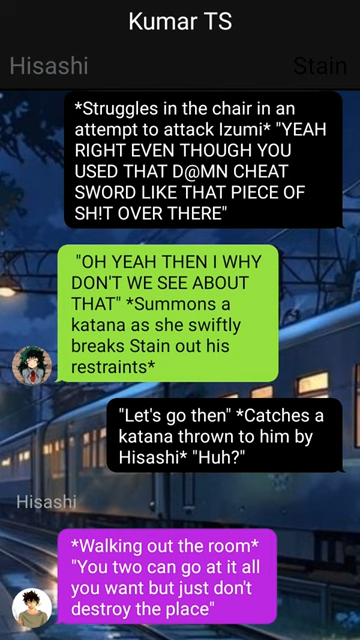 Kumar TS
Hisashi
Stain
*Struggles in the chair in an
attempt to attack Izumi* "YEAH
RIGHT EVEN THOUGH YOU
USED THAT D@MN CHEAT
SWORD LIKE THAT PIECE OF
SH!T OVER THERE"
"OH YEAH THEN I WHY
DON'T WE SEE ABOUT
THAT" *Summons a
katana as she swiftly
breaks Stain out his
restraints*
"Let's go then" *Catches a
katana thrown to him by
Hisashi* "Huh?"
Hisashi
*Walking out the room*
"You two can go at it all
you want but just don't
destroy the place"